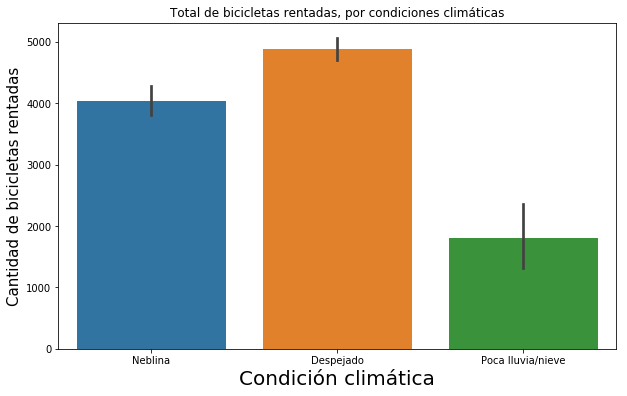 Total de bicicletas rentadas, por condiciones climáticas
Cantidad de bicicletas rentadas
5000
4000
3000
2000
1000
0
Neblina Despejado Poca lluvia/nieve
Condición climática